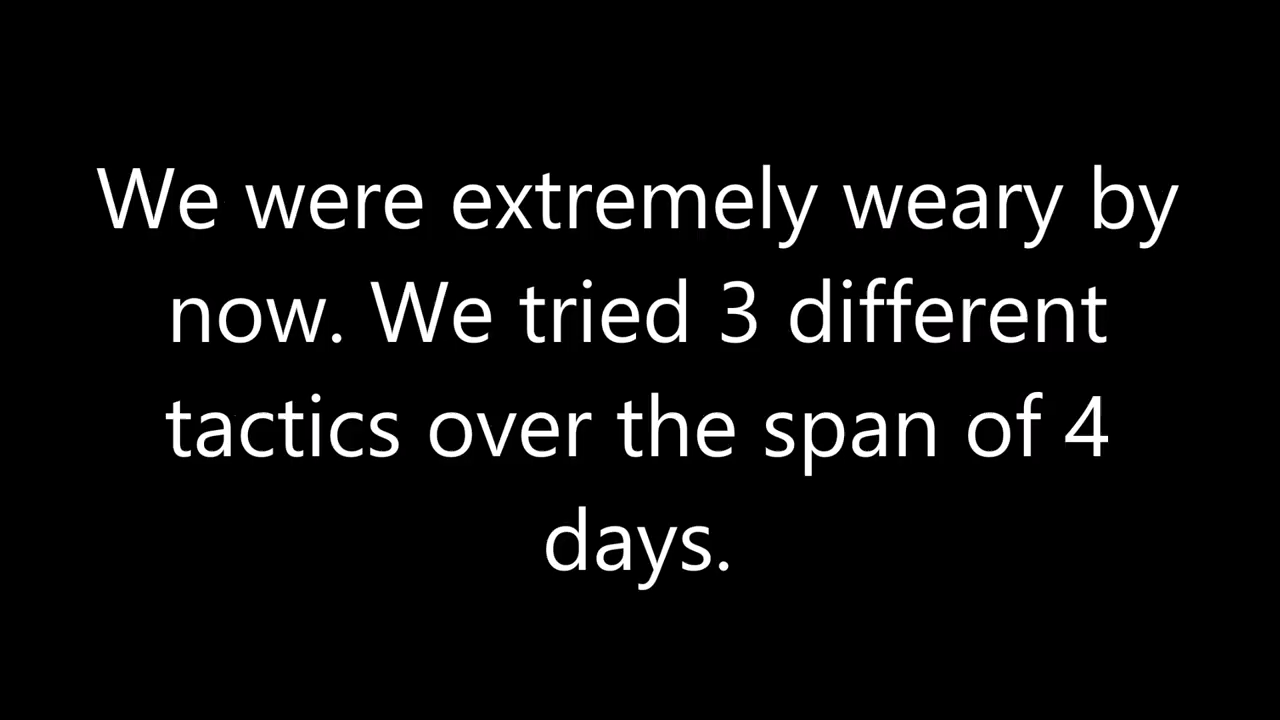 We were extremely weary by
now. We tried 3 different
tactics over the span of 4
days.